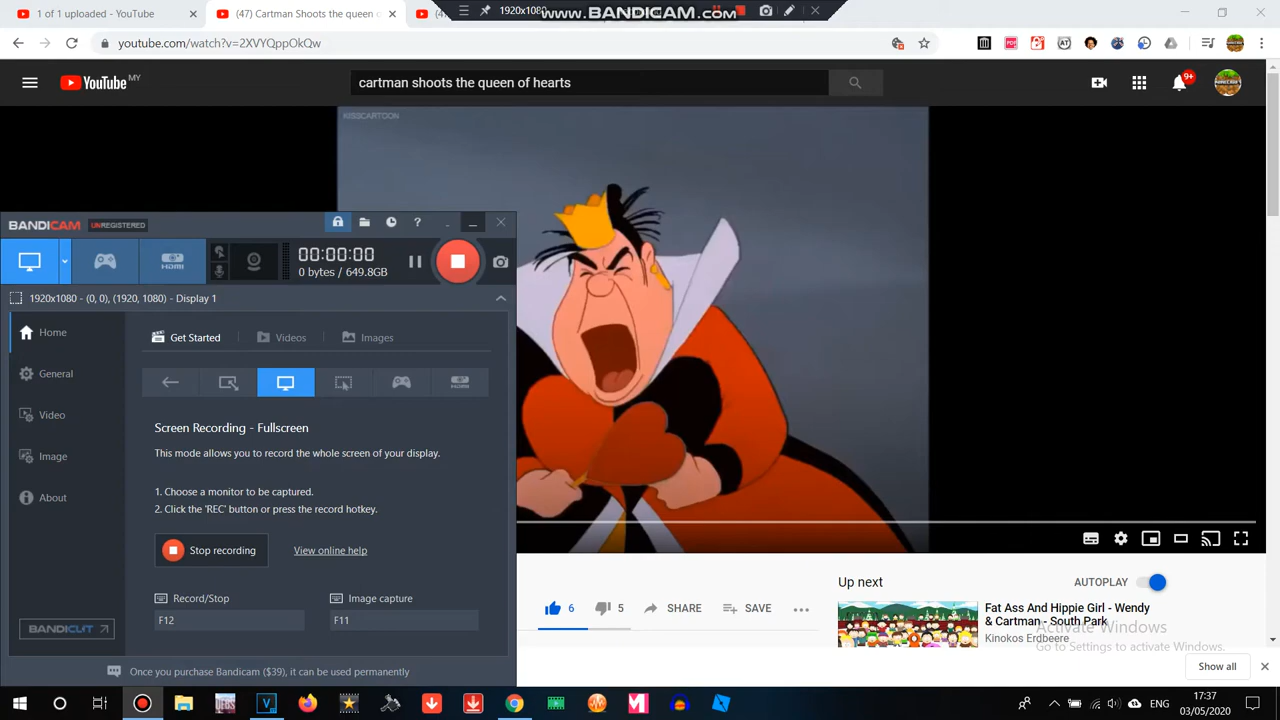 1 of 1 uploaded - YouTube
(47) Cartman Shoots the queen o
(47)
1920x1080
www.BANDICAM.com
youtube.com/watch?v=2XVYQppOkQw
YouTube MY
cartman shoots the queen of hearts
9+
KISSCARTOON
BANDICAM UNREGISTERED
00:00:00
0 bytes / 649.8GB
HDMI
1920x1080 - (0, 0), (1920, 1080) - Display 1
Home
General
Video
Image
About
Get Started
Videos
Images
Screen Recording - Fullscreen
This mode allows you to record the whole screen of your display.
1. Choose a monitor to be captured.
2. Click the 'REC' button or press the record hotkey.
Stop recording
View online help
Record/Stop
F12
Image capture
F11
BANDICUT
Once you purchase Bandicam ($39), it can be used permanently
6
5
SHARE
SAVE
Up next
AUTOPLAY
Fat Ass And Hippie Girl - Wendy
& Cartman - South Park
Kinokos Erdbeere
Activate Windows
Go to Settings to activate Windows.
Show all
ENG
17:37
03/05/2020